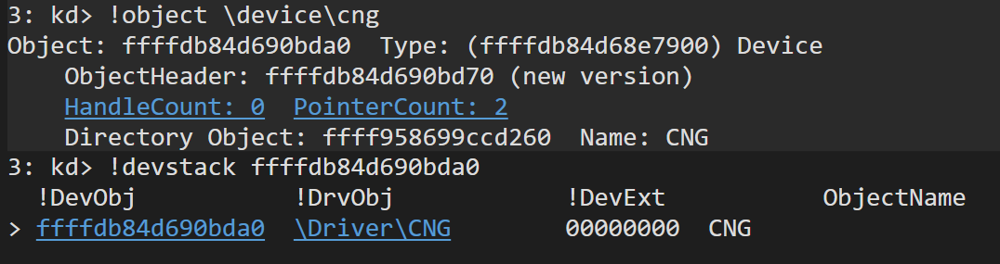 3: kd> !object \device\cng
Object: ffffdb84d690bda0  Type: (ffffdb84d68e7900) Device
    ObjectHeader: ffffdb84d690bd70 (new version)
    HandleCount: 0  PointerCount: 2
    Directory Object: ffff958699ccd260  Name: CNG
3: kd> !devstack ffffdb84d690bda0
  !DevObj           !DrvObj            !DevExt           ObjectName
> ffffdb84d690bda0  \Driver\CNG        00000000  CNG